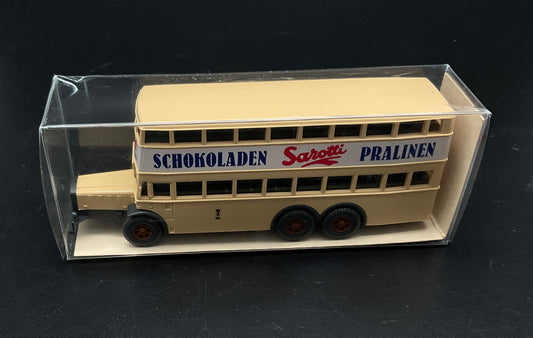 SCHOKOLADEN Sarotti PRALINEN